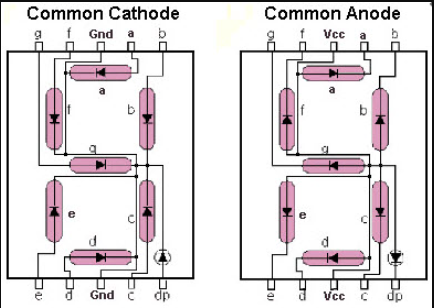 Common Cathode Common Anode
g f Gnd a b g f Vcc a b
a a
f b f b
g g
e c e c
d d
e d Gnd c dp e d Vcc c dp